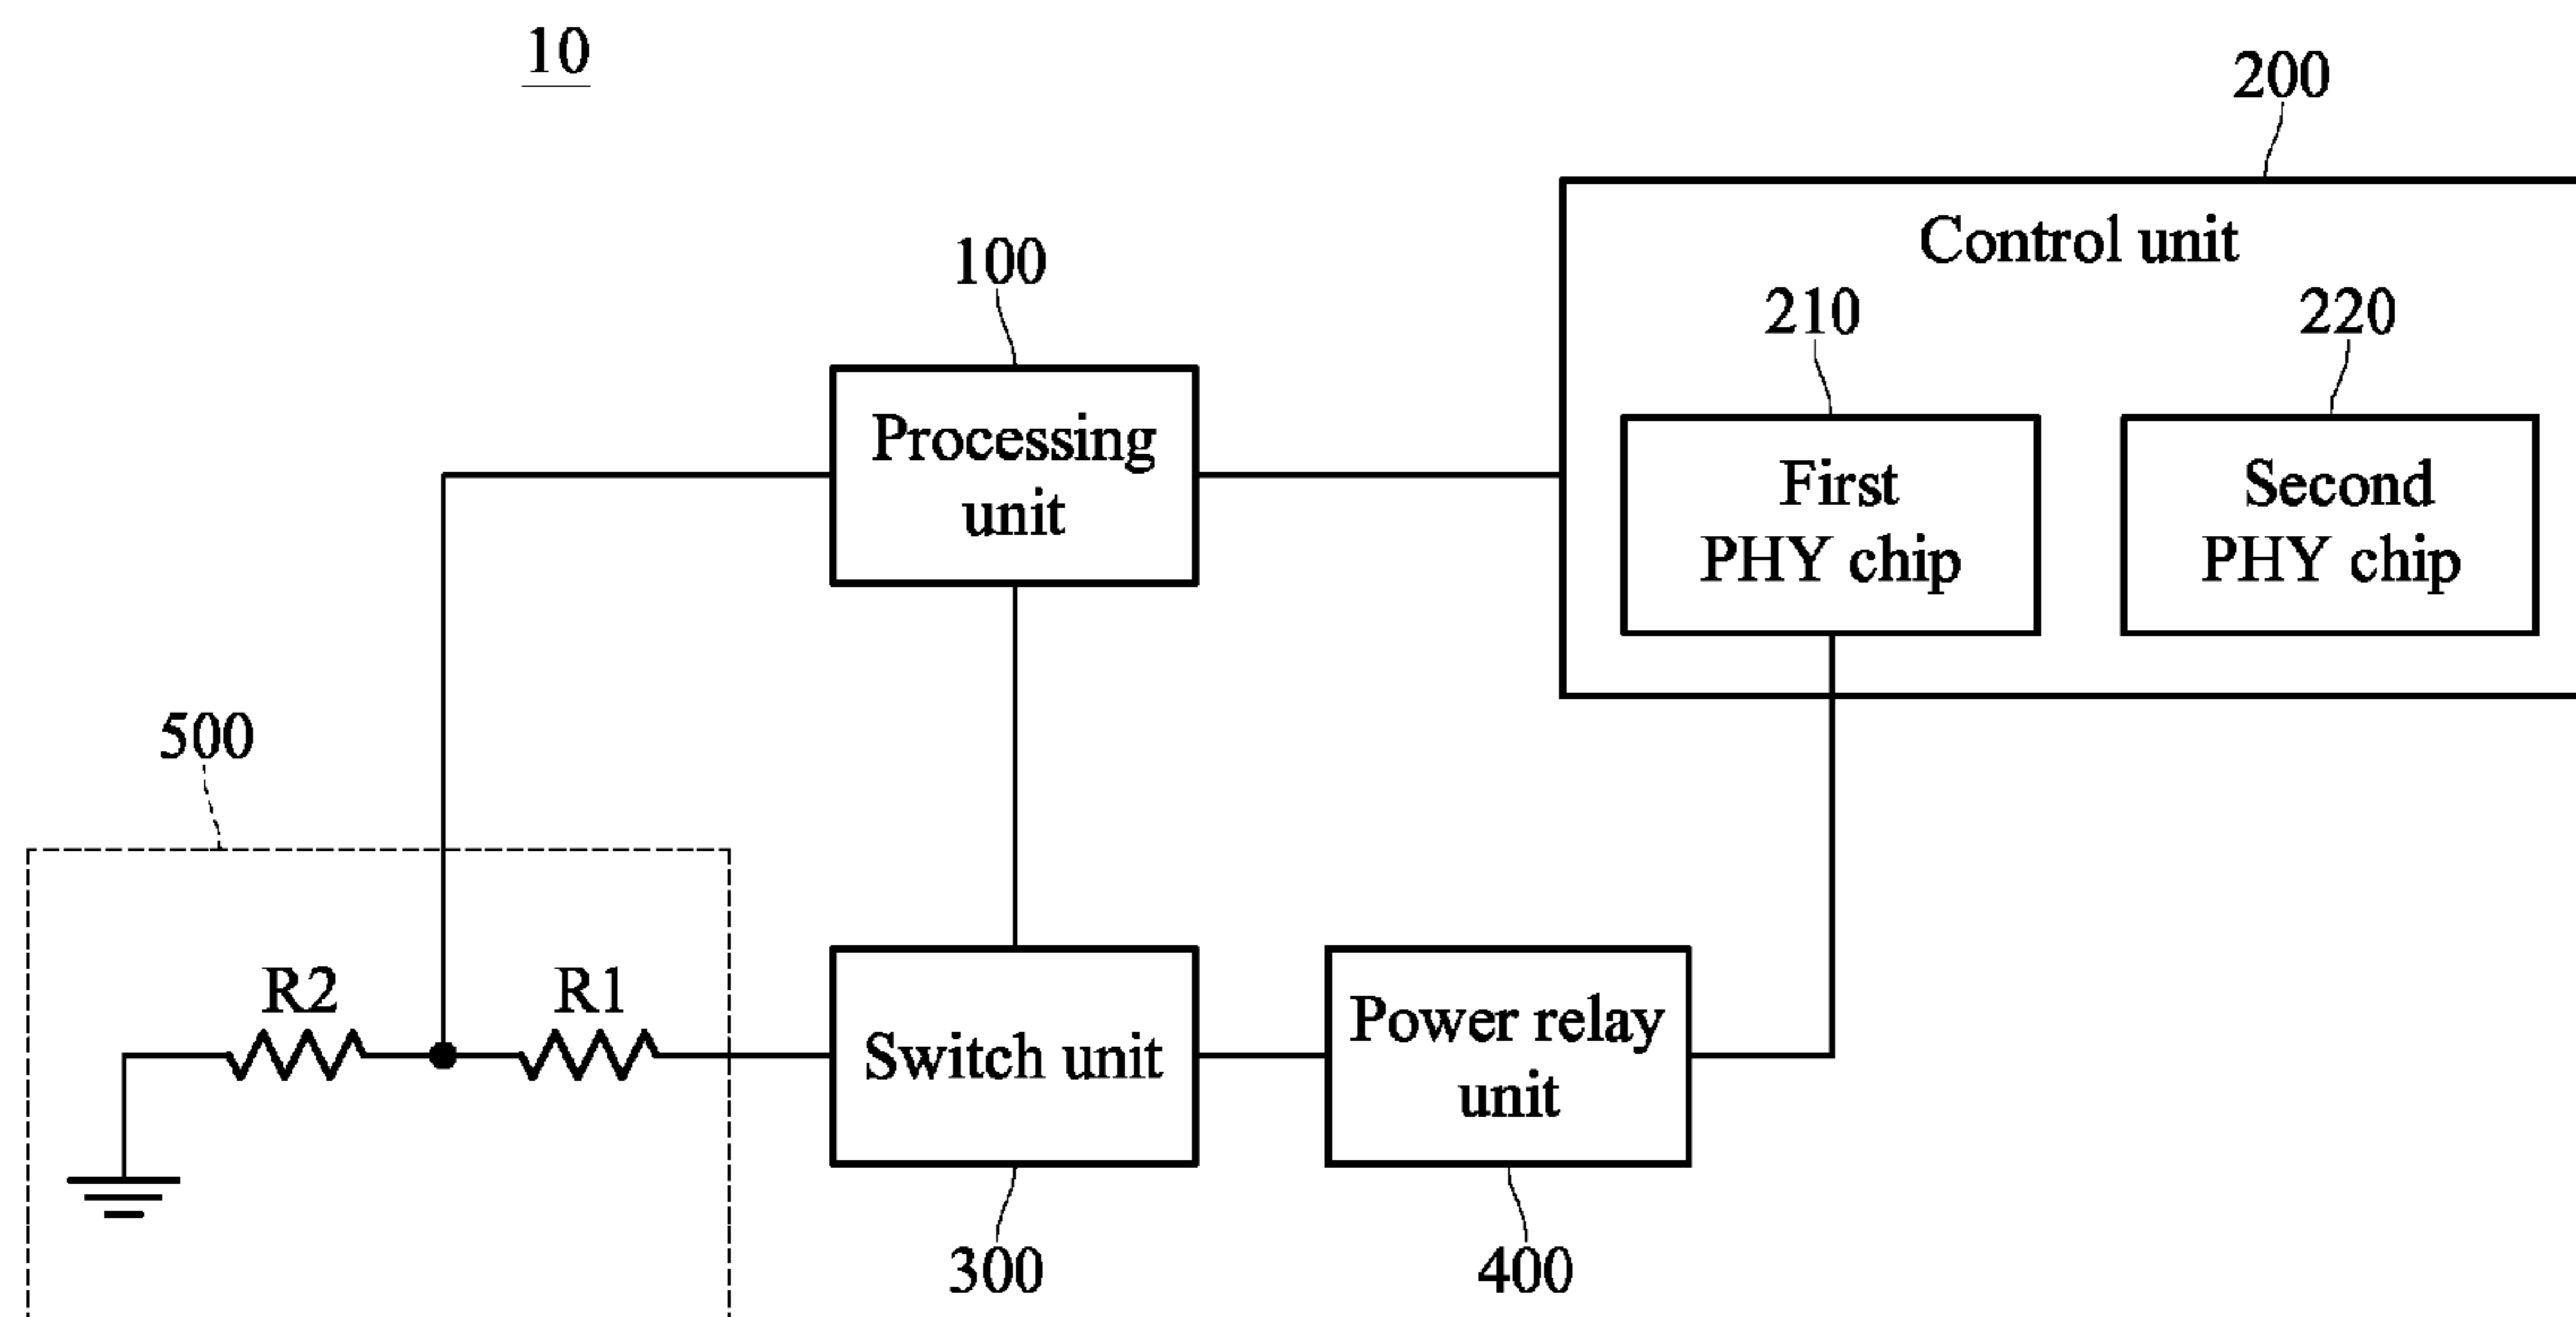 10
200
Control unit
100
210
220
Processing
unit
First
PHY chip
Second
PHY chip
500
R2
R1
Switch unit
Power relay
unit
300
400